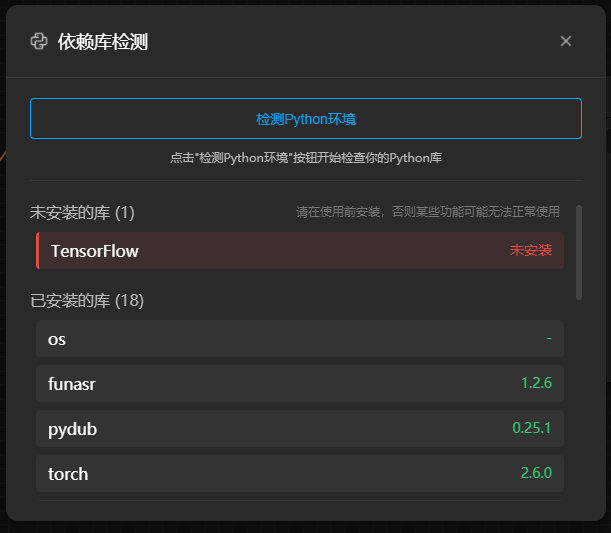 依赖库检测
检测Python环境
点击"检测Python环境"按钮开始检查你的Python库
未安装的库 (1) 请在使用前安装，否则某些功能可能无法正常使用
TensorFlow 未安装
已安装的库 (18)
os -
funasr 1.2.6
pydub 0.25.1
torch 2.6.0